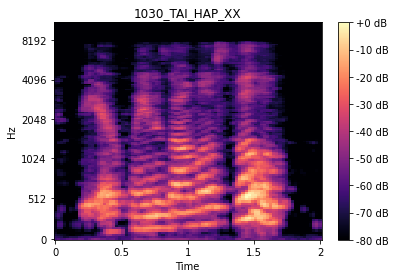 1030_TAI_HAP_XX
Hz
8192
4096
2048
1024
512
0
0
0.5
1
1.5
2
Time
+0 dB
-10 dB
-20 dB
-30 dB
-40 dB
-50 dB
-60 dB
-70 dB
-80 dB